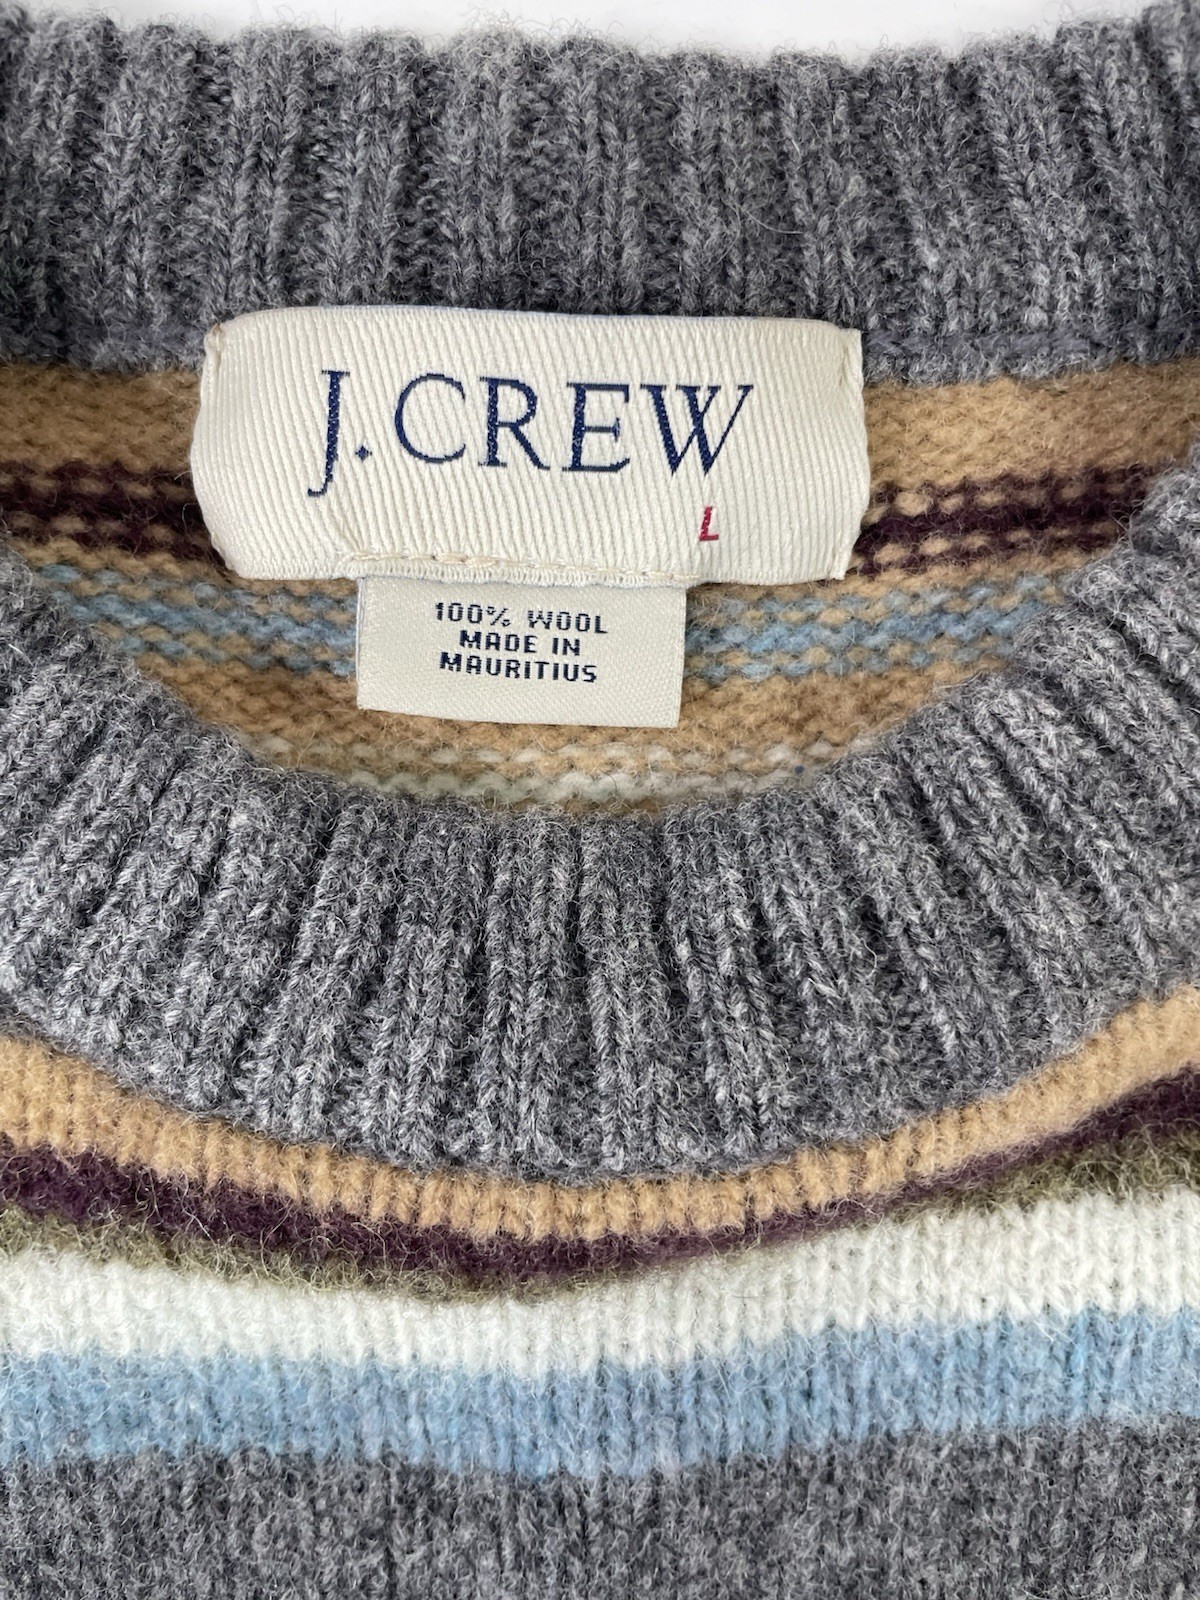 J.CREW
L
100% WOOL
MADE IN
MAURITIUS